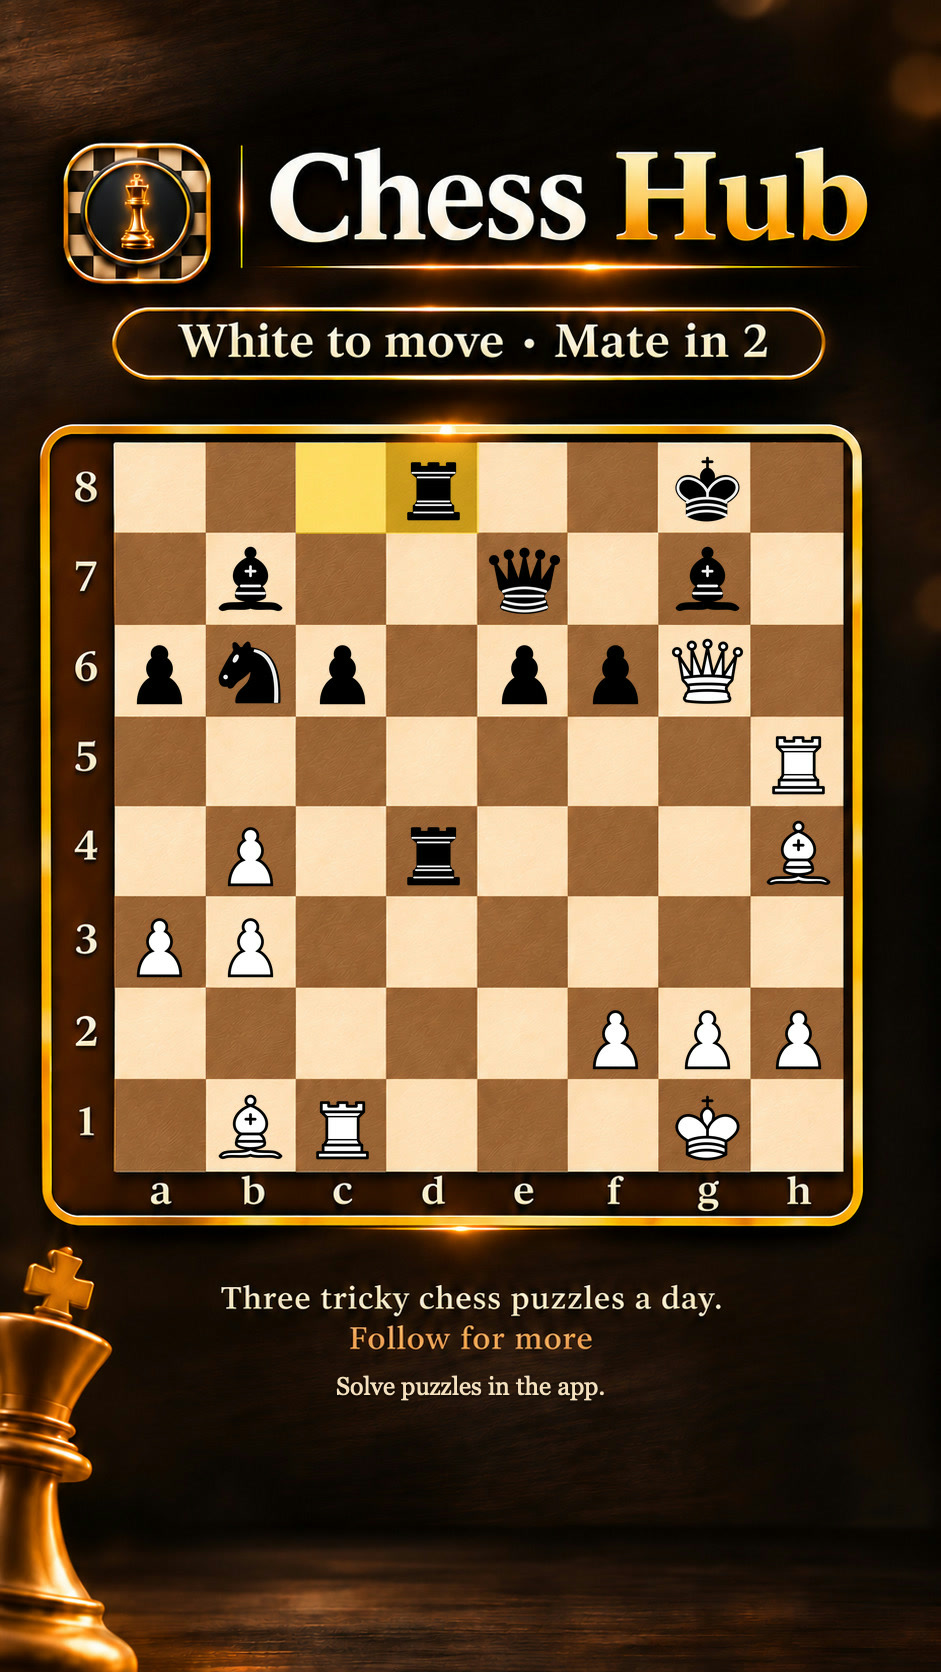 Chess Hub
White to move · Mate in 2
8
7
6
5
4
3
2
1
a b c d e f g h
Three tricky chess puzzles a day.
Follow for more
Solve puzzles in the app.